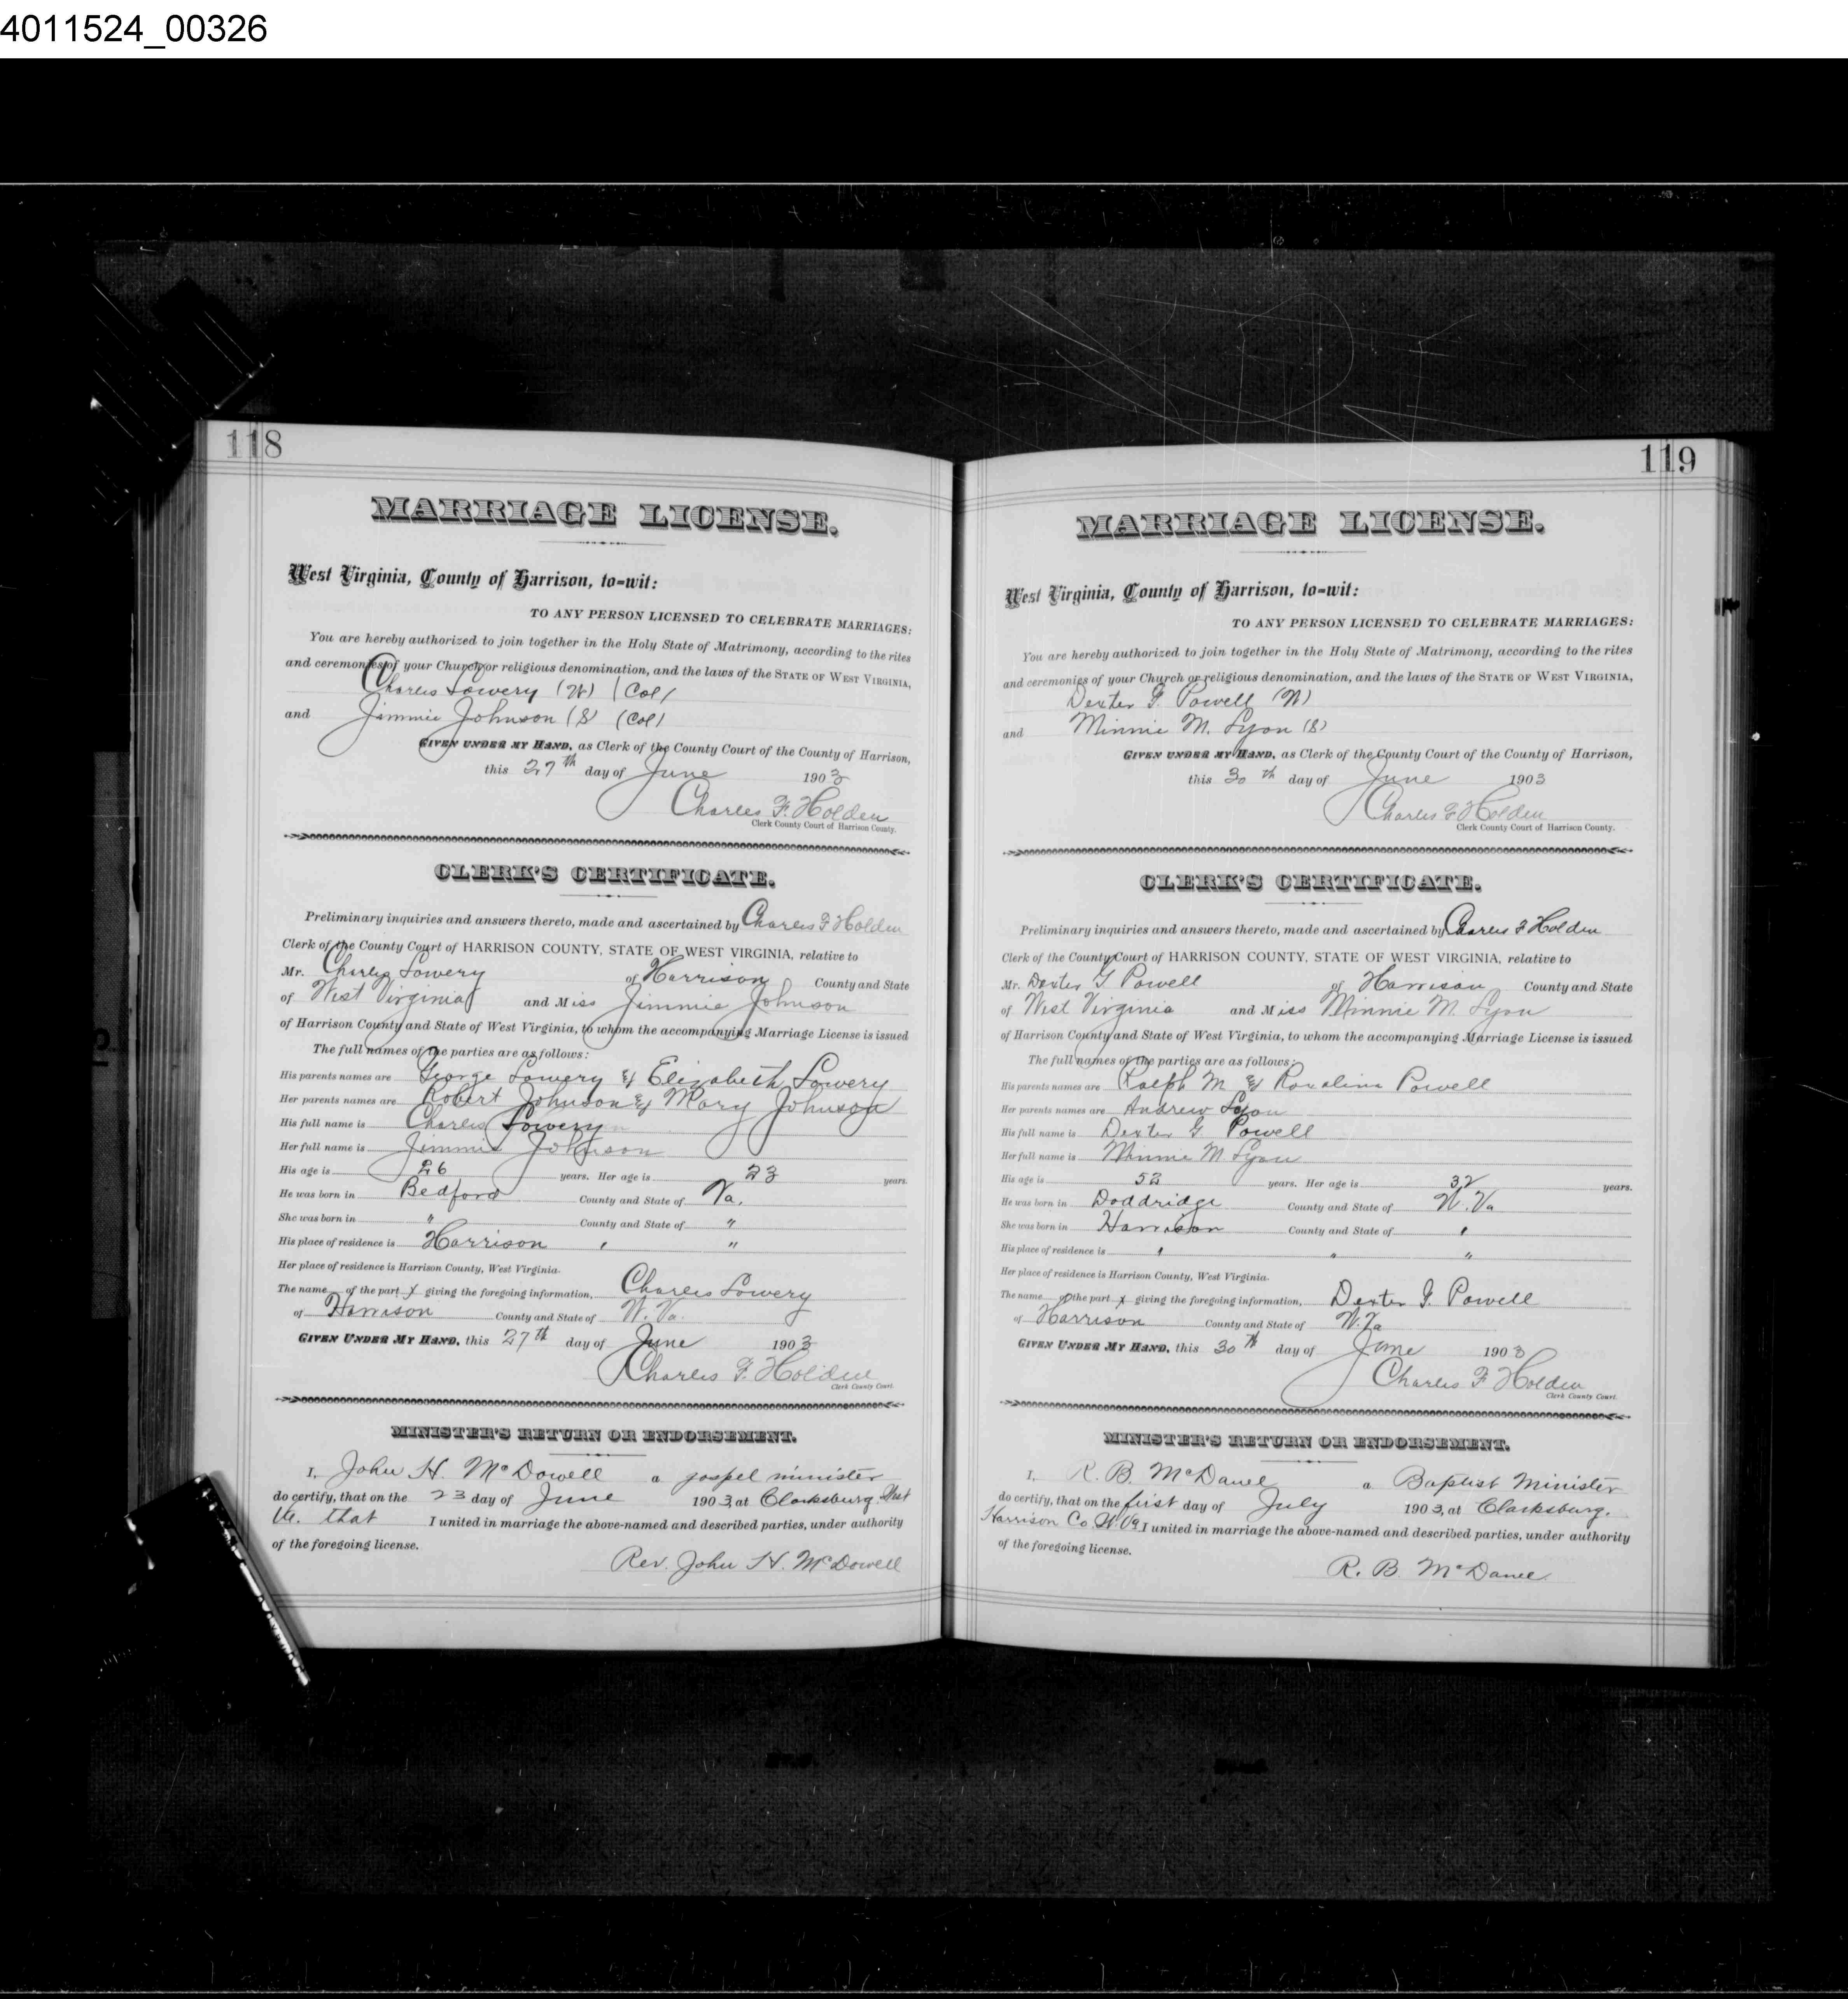 4011524_00326
118
MARRIAGE LICENSE.
West Virginia, County of Harrison, to=wit:
TO ANY PERSON LICENSED TO CELEBRATE MARRIAGES:
You are hereby authorized to join together in the Holy State of Matrimony, according to the rites
and ceremonies of your Church or religious denomination, and the laws of the STATE OF WEST VIRGINIA,
Charles Lowery (W) (Col)
and Jimmie Johnson (S) (Col)
GIVEN UNDER MY HAND, as Clerk of the County Court of the County of Harrison,
this 27th day of June 1903
Charles F. Holden
Clerk County Court of Harrison County.
CLERK'S CERTIFICATE.
Preliminary inquiries and answers thereto, made and ascertained by Charles F Holden
Clerk of the County Court of HARRISON COUNTY, STATE OF WEST VIRGINIA, relative to
Mr. Charles Lowery of Harrison County and State
of West Virginia and Miss Jimmie Johnson
of Harrison County and State of West Virginia, to whom the accompanying Marriage License is issued
The full names of the parties are as follows:
His parents names are George Lowery & Elizabeth Lowery
Her parents names are Robert Johnson & Mary Johnson
His full name is Charles Lowery
Her full name is Jimmie Johnson
His age is 26 years. Her age is 23 years.
He was born in Bedford County and State of Va.
She was born in " County and State of "
His place of residence is Harrison " "
Her place of residence is Harrison County, West Virginia.
The name of the part y giving the foregoing information, Charles Lowery
of Harrison County and State of W. Va.
GIVEN UNDER MY HAND, this 27th day of June 1903
Charles F. Holden
Clerk County Court.
MINISTER'S RETURN OR ENDORSEMENT.
I, John H. McDowell a gospel minister
do certify, that on the 23 day of June 1903, at Clarksburg. West
Va. that I united in marriage the above-named and described parties, under authority
of the foregoing license.
Rev. John H. McDowell
119
MARRIAGE LICENSE.
West Virginia, County of Harrison, to=wit:
TO ANY PERSON LICENSED TO CELEBRATE MARRIAGES:
You are hereby authorized to join together in the Holy State of Matrimony, according to the rites
and ceremonies of your Church or religious denomination, and the laws of the STATE OF WEST VIRGINIA,
Dexter G. Powell (W)
and Minnie M. Lyon (S)
GIVEN UNDER MY HAND, as Clerk of the County Court of the County of Harrison,
this 30th day of June 1903
Charles F Holden
Clerk County Court of Harrison County.
CLERK'S CERTIFICATE.
Preliminary inquiries and answers thereto, made and ascertained by Charles F Holden
Clerk of the County Court of HARRISON COUNTY, STATE OF WEST VIRGINIA, relative to
Mr. Dexter G Powell of Harrison County and State
of West Virginia and Miss Minnie M. Lyon
of Harrison County and State of West Virginia, to whom the accompanying Marriage License is issued
The full names of the parties are as follows:
His parents names are Ralph M & Roxalina Powell
Her parents names are Andrew Lyon
His full name is Dexter G. Powell
Her full name is Minnie M. Lyon
His age is 52 years. Her age is 32 years.
He was born in Doddridge County and State of W. Va
She was born in Harrison County and State of "
His place of residence is " " "
Her place of residence is Harrison County, West Virginia.
The name of the part y giving the foregoing information, Dexter G. Powell
of Harrison County and State of W. Va
GIVEN UNDER MY HAND, this 30th day of June 1903
Charles F Holden
Clerk County Court.
MINISTER'S RETURN OR ENDORSEMENT.
I, R. B. McDanel a Baptist Minister
do certify, that on the first day of July 1903, at Clarksburg.
Harrison Co. W. Va. I united in marriage the above-named and described parties, under authority
of the foregoing license.
R. B. McDanel